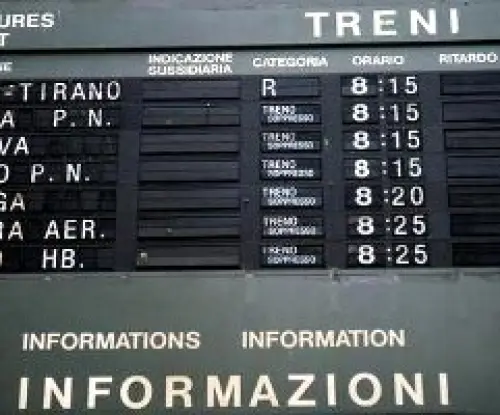 URES TRENI
T
NE INDICAZIONE SUSSIDIARIA CATEGORIA ORARIO RITARDO
-TIRANO R 8:15
A P.N. TRENO SOPPRESSO 8:15
VA TRENO SOPPRESSO 8:15
O P.N. TRENO SOPPRESSO 8:15
GA TRENO SOPPRESSO 8:20
RA AER. TRENO SOPPRESSO 8:25
HB. TRENO SOPPRESSO 8:25
INFORMATIONS INFORMATION
INFORMAZIONI